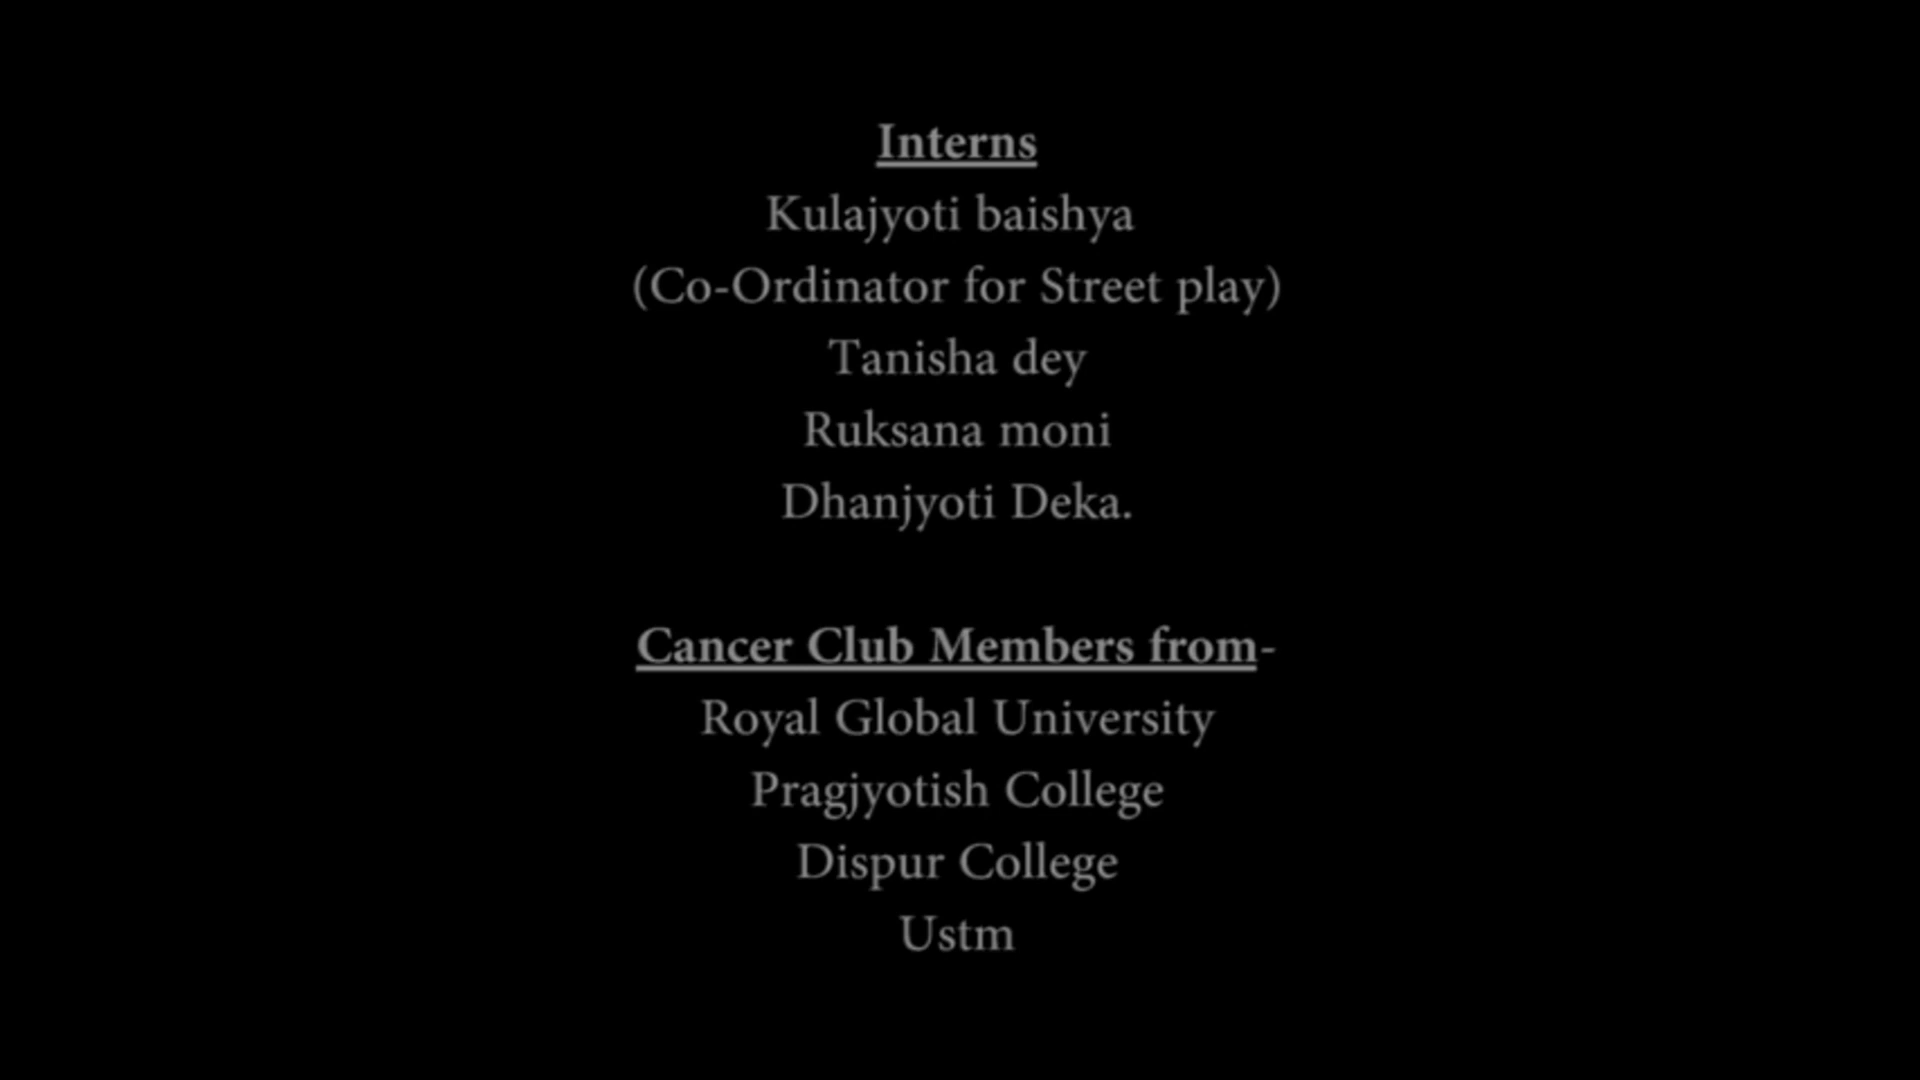 Interns
Kulajyoti baishya
(Co-Ordinator for Street play)
Tanisha dey
Ruksana moni
Dhanjyoti Deka.
Cancer Club Members from-
Royal Global University
Pragjyotish College
Dispur College
Ustm